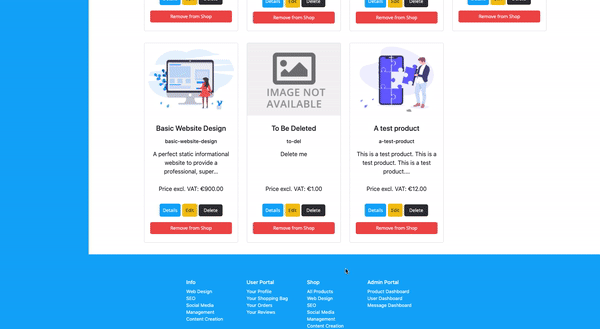 Details Edit Delete
Details Edit Delete
Details Edit Delete
Details Edit Delete
Remove from Shop
Remove from Shop
Remove from Shop
Remove from Shop
Basic Website Design
basic-website-design
A perfect static informational
website to provide a
professional, super...
Price excl. VAT: €900.00
Details Edit Delete
Remove from Shop
IMAGE NOT
AVAILABLE
To Be Deleted
to-del
Delete me
Price excl. VAT: €1.00
Details Edit Delete
Remove from Shop
A test product
a-test-product
This is a test product. This is a
test product. This is a test
product....
Price excl. VAT: €12.00
Details Edit Delete
Remove from Shop
Info
Web Design
SEO
Social Media
Management
Content Creation
User Portal
Your Profile
Your Shopping Bag
Your Orders
Your Reviews
Shop
All Products
Web Design
SEO
Social Media
Management
Content Creation
Admin Portal
Product Dashboard
User Dashboard
Message Dashboard